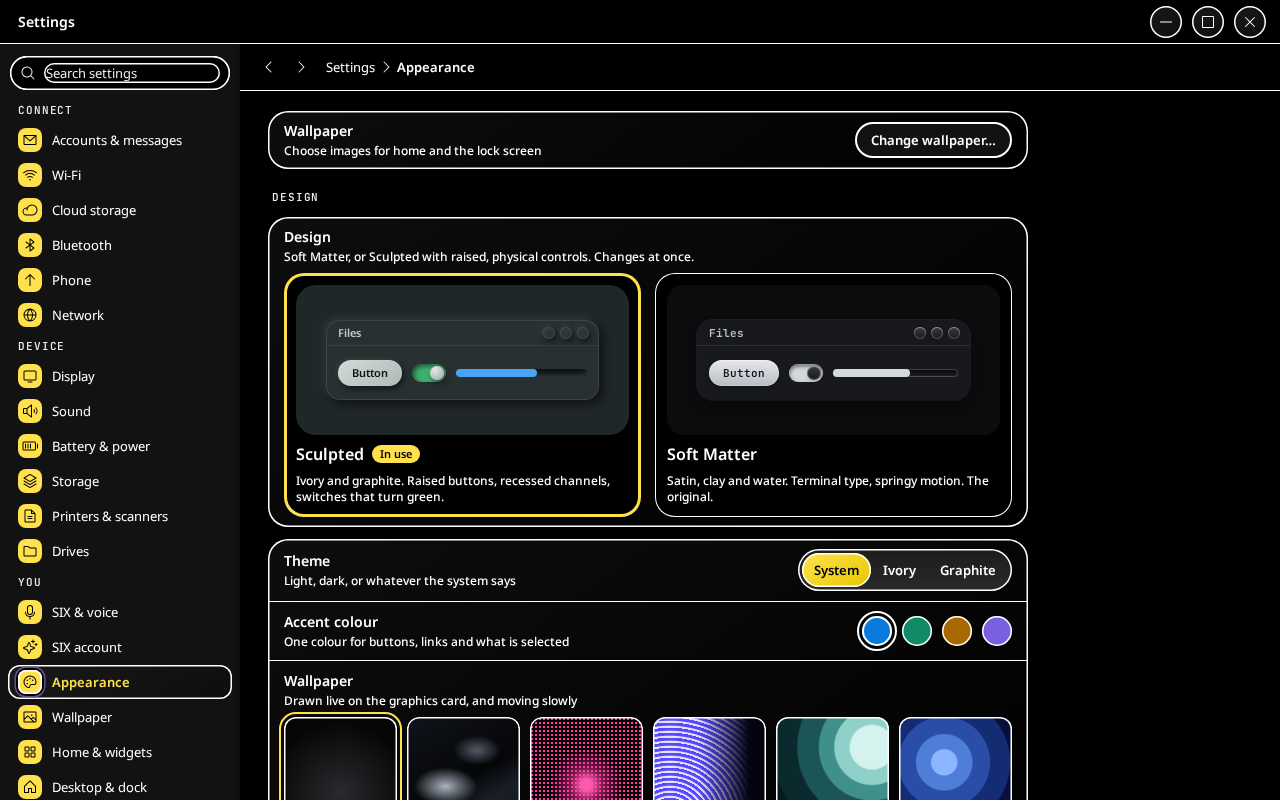 Settings
Search settings
CONNECT
Accounts & messages
Wi-Fi
Cloud storage
Bluetooth
Phone
Network
DEVICE
Display
Sound
Battery & power
Storage
Printers & scanners
Drives
YOU
SIX & voice
SIX account
Appearance
Wallpaper
Home & widgets
Desktop & dock
Settings > Appearance
Wallpaper
Choose images for home and the lock screen
Change wallpaper...
DESIGN
Design
Soft Matter, or Sculpted with raised, physical controls. Changes at once.
Files
Button
Sculpted In use
Ivory and graphite. Raised buttons, recessed channels,
switches that turn green.
Files
Button
Soft Matter
Satin, clay and water. Terminal type, springy motion. The
original.
Theme
Light, dark, or whatever the system says
System Ivory Graphite
Accent colour
One colour for buttons, links and what is selected
Wallpaper
Drawn live on the graphics card, and moving slowly